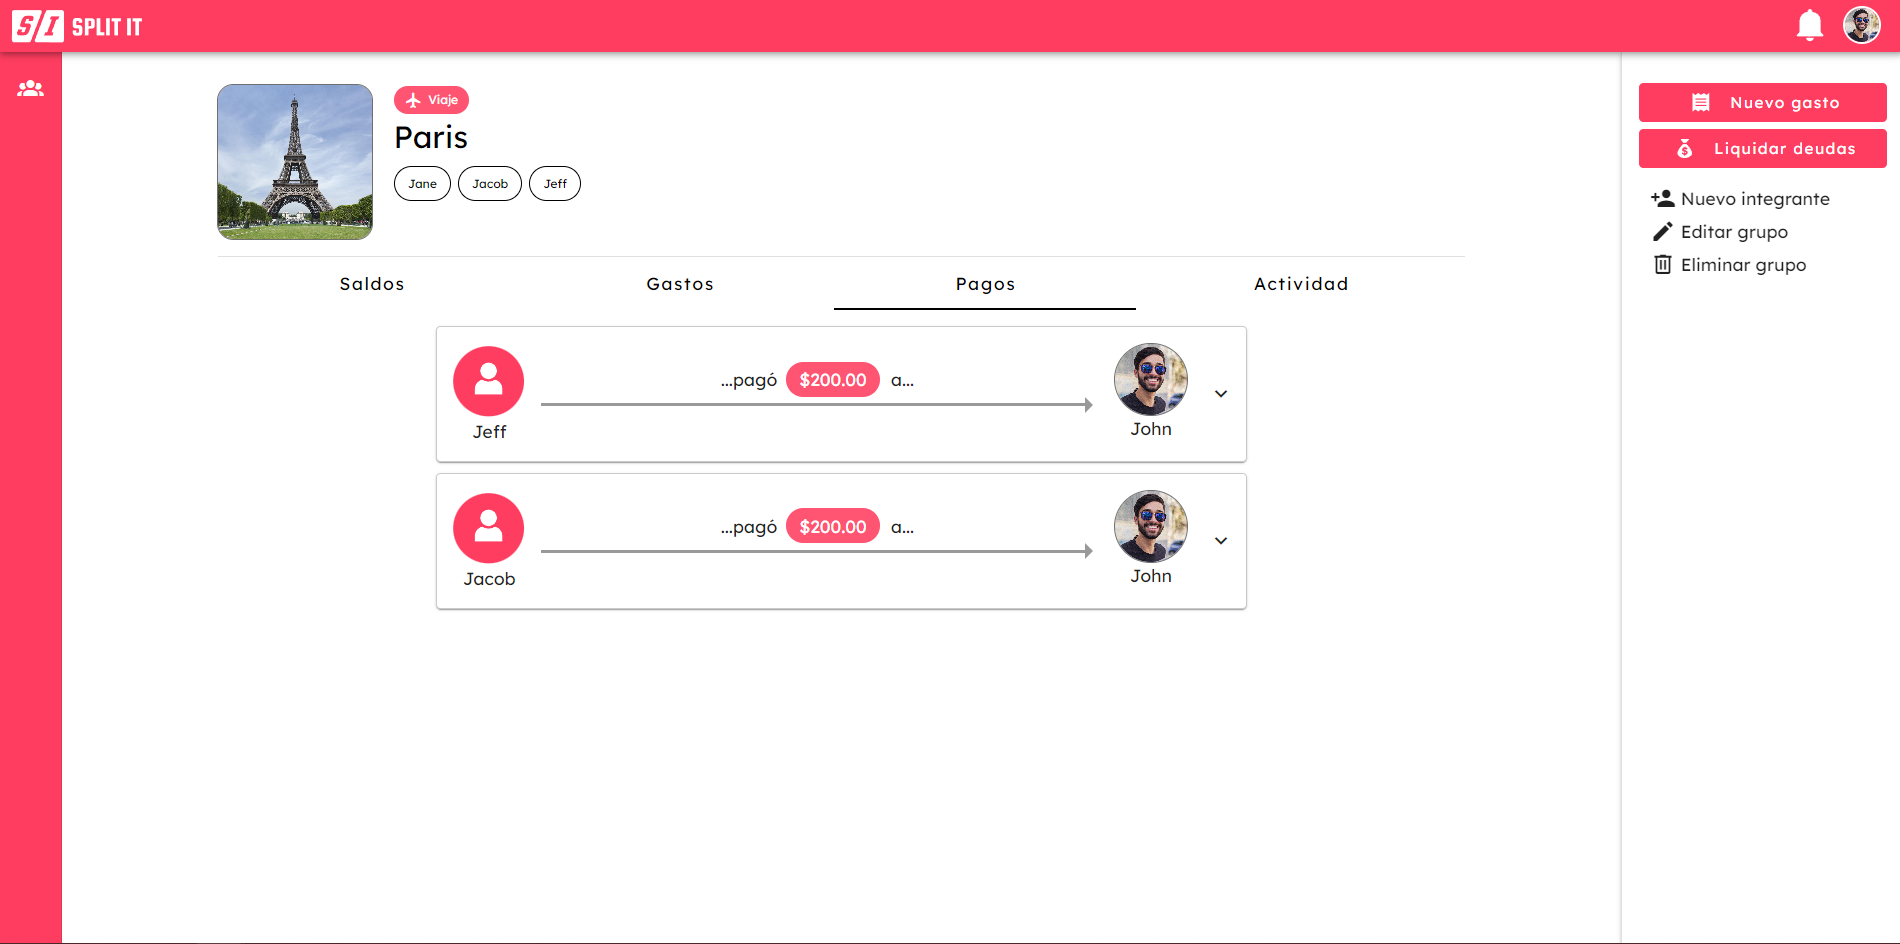 S/I SPLIT IT
Viaje
Paris
Jane Jacob Jeff
Saldos Gastos Pagos Actividad
...pagó $200.00 a...
Jeff John
...pagó $200.00 a...
Jacob John
Nuevo gasto
Liquidar deudas
Nuevo integrante
Editar grupo
Eliminar grupo